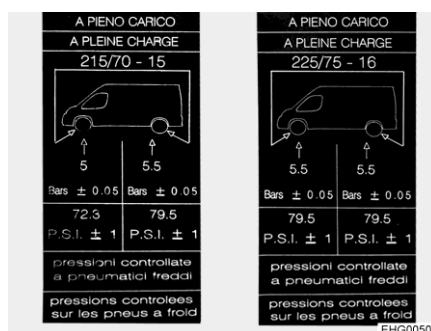 A PIENO CARICO
A PLEINE CHARGE
215/70 - 15
5 5.5
Bars ± 0.05 Bars ± 0.05
72.3 79.5
P.S.I. ± 1 P.S.I. ± 1
pressioni controllate
a pneumatici freddi
pressions controlees
sur les pneus a froid
A PIENO CARICO
A PLEINE CHARGE
225/75 - 16
5.5 5.5
Bars ± 0.05 Bars ± 0.05
79.5 79.5
P.S.I. ± 1 P.S.I. ± 1
pressioni controllate
a pneumatici freddi
pressions controlees
sur les pneus a froid
EHG0050